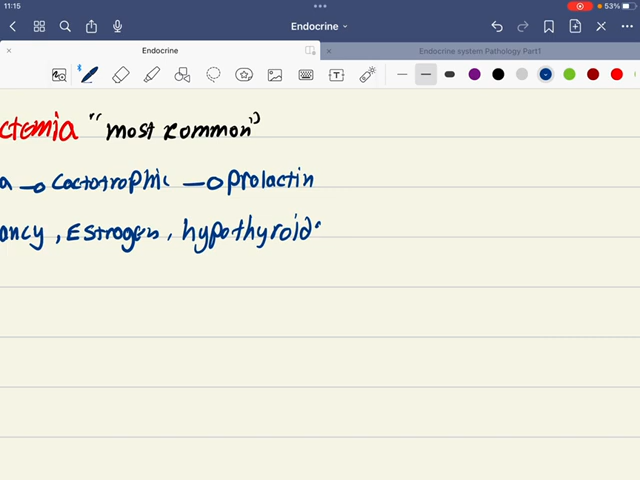 11:15
53%
Endocrine
Endocrine
Endocrine system Pathology Part1
ctemia "most common"
a → Lactotrophic → prolactin
ancy, Estrogen, hypothyroid